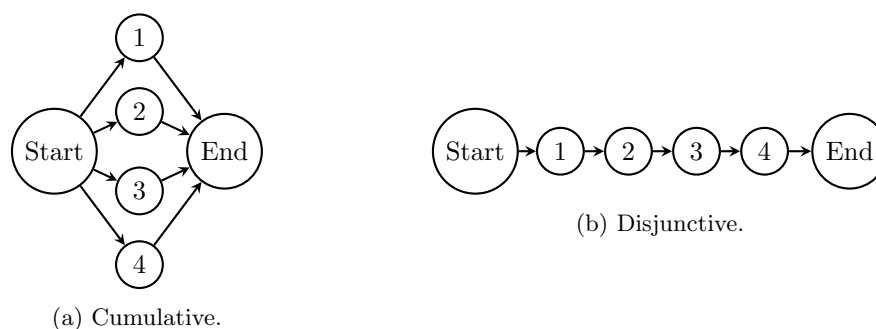 1
2
Start
End
3
4
(a) Cumulative.
Start
1
2
3
4
End
(b) Disjunctive.